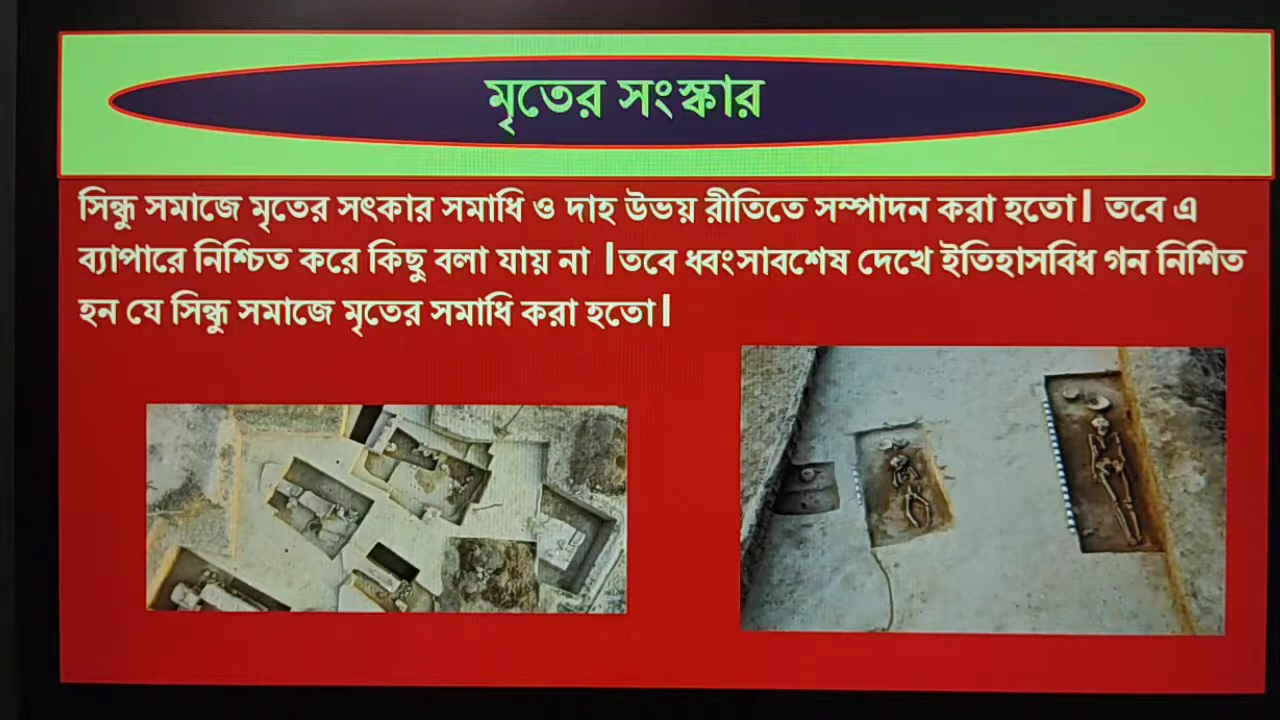 মৃতের সংস্কার
সিন্ধু সমাজে মৃতের সৎকার সমাধি ও দাহ উভয় রীতিতে সম্পাদন করা হতো| তবে এ
ব্যাপারে নিশ্চিত করে কিছু বলা যায় না |তবে ধ্বংসাবশেষ দেখে ইতিহাসবিধ গন নিশিত
হন যে সিন্ধু সমাজে মৃতের সমাধি করা হতো|